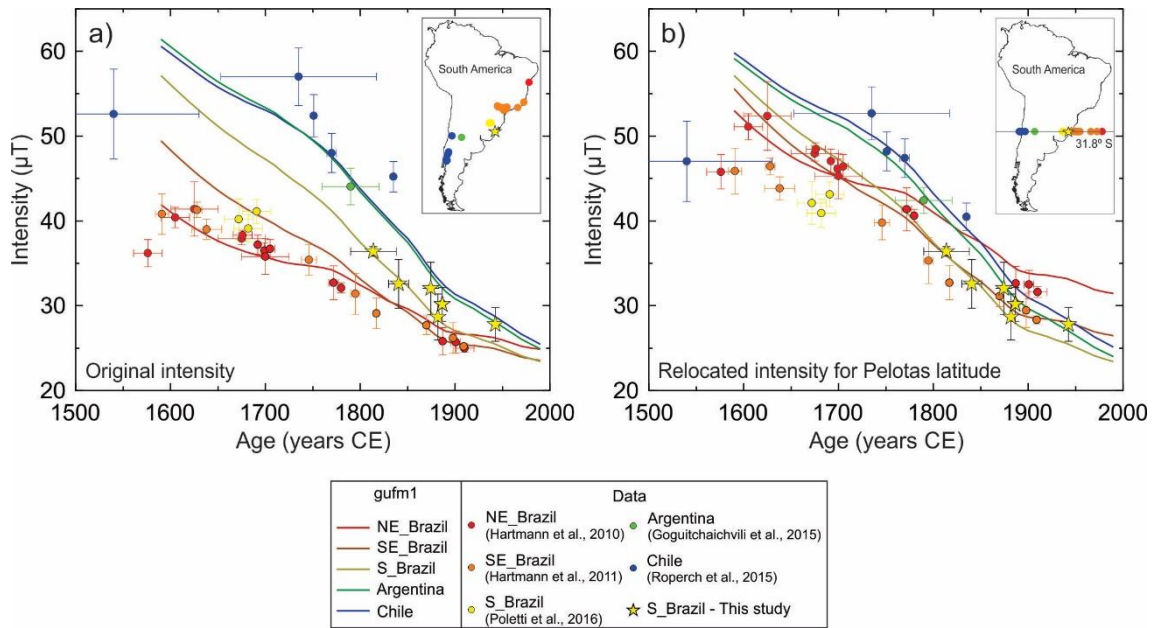 a)
60
50
40
30
20
Intensity (µT)
South America
Original intensity
1500 1600 1700 1800 1900 2000
Age (years CE)
b)
60
50
40
30
20
Intensity (µT)
South America
31.8º S
Relocated intensity for Pelotas latitude
1500 1600 1700 1800 1900 2000
Age (years CE)
gufm1
NE_Brazil
SE_Brazil
S_Brazil
Argentina
Chile
Data
NE_Brazil
(Hartmann et al., 2010)
SE_Brazil
(Hartmann et al., 2011)
S_Brazil
(Poletti et al., 2016)
Argentina
(Goguitchaichvili et al., 2015)
Chile
(Roperch et al., 2015)
S_Brazil - This study